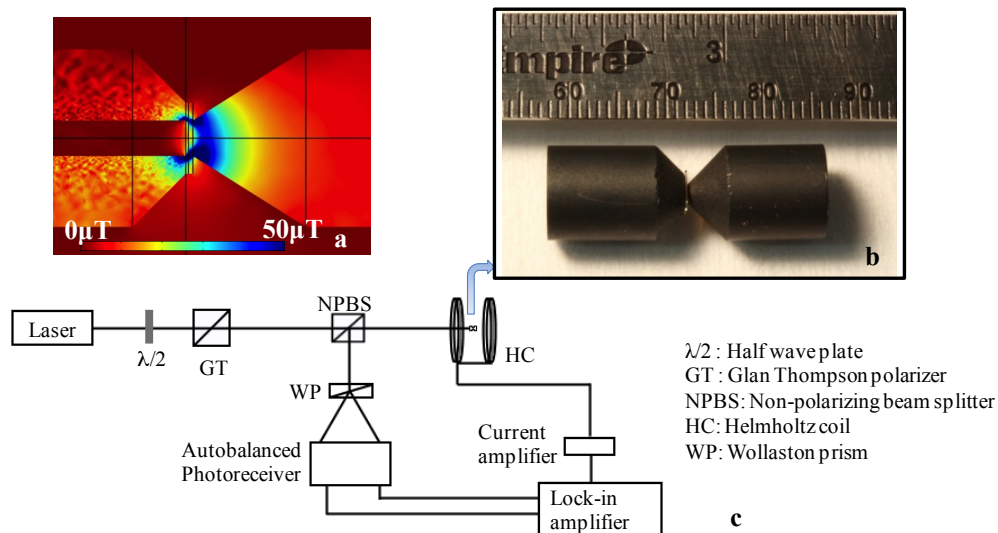 0μT
50μT
a
mpire
3
60
70
80
90
b
Laser
λ/2
GT
NPBS
HC
WP
Autobalanced
Photoreceiver
Current
amplifier
Lock-in
amplifier
λ/2 : Half wave plate
GT : Glan Thompson polarizer
NPBS: Non-polarizing beam splitter
HC: Helmholtz coil
WP: Wollaston prism
c